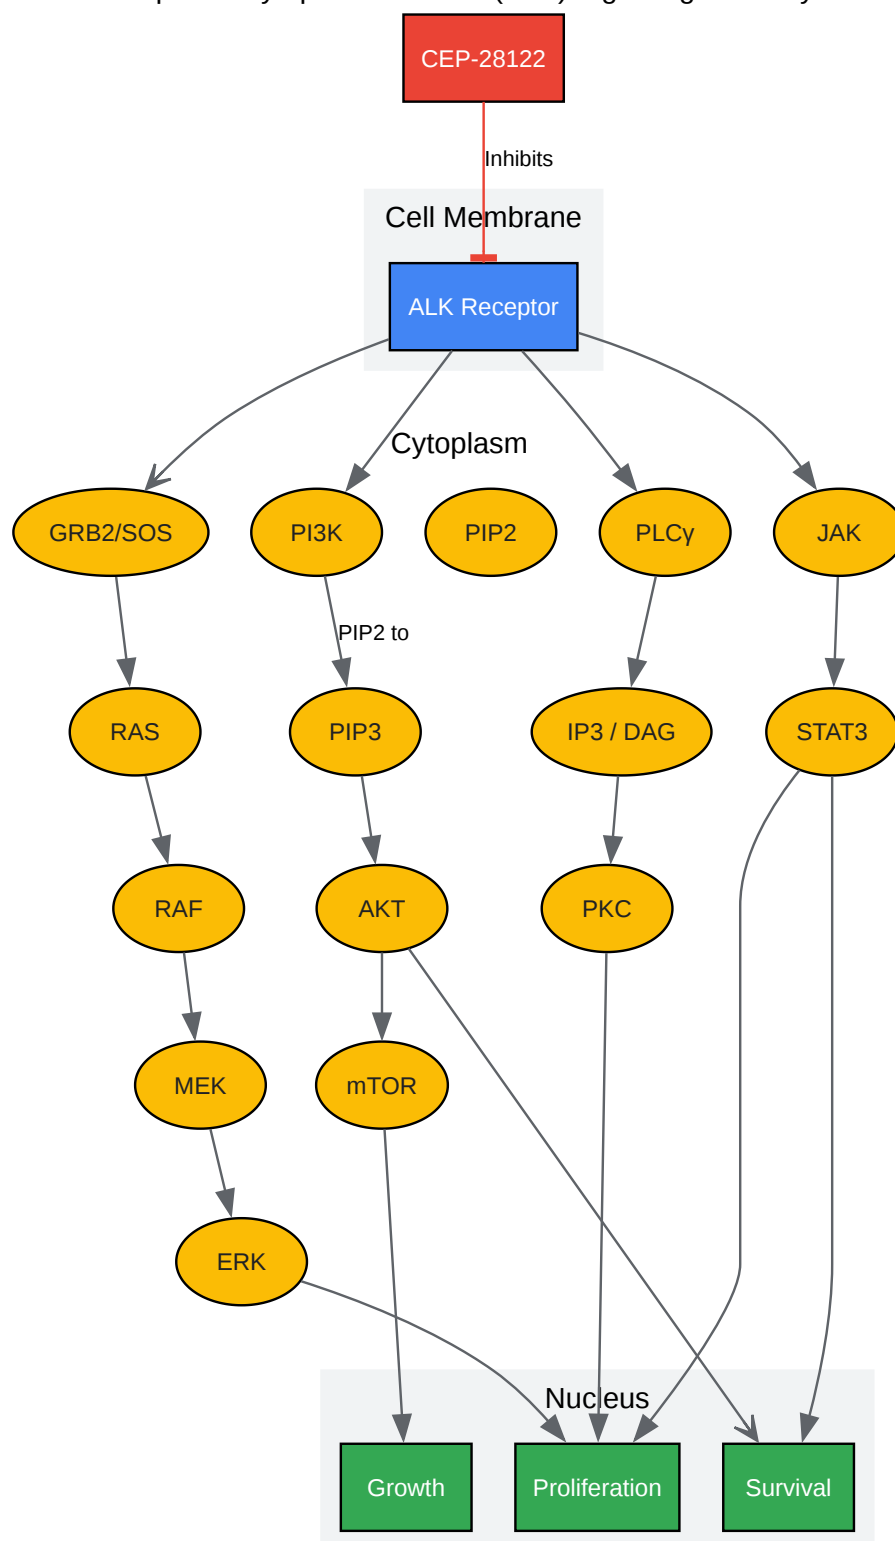 CEP-28122
Inhibits
Cell Membrane
ALK Receptor
Cytoplasm
GRB2/SOS
PI3K
PIP2
PLCγ
JAK
PIP2 to
RAS
PIP3
IP3 / DAG
STAT3
RAF
AKT
PKC
MEK
mTOR
ERK
Nucleus
Growth
Proliferation
Survival